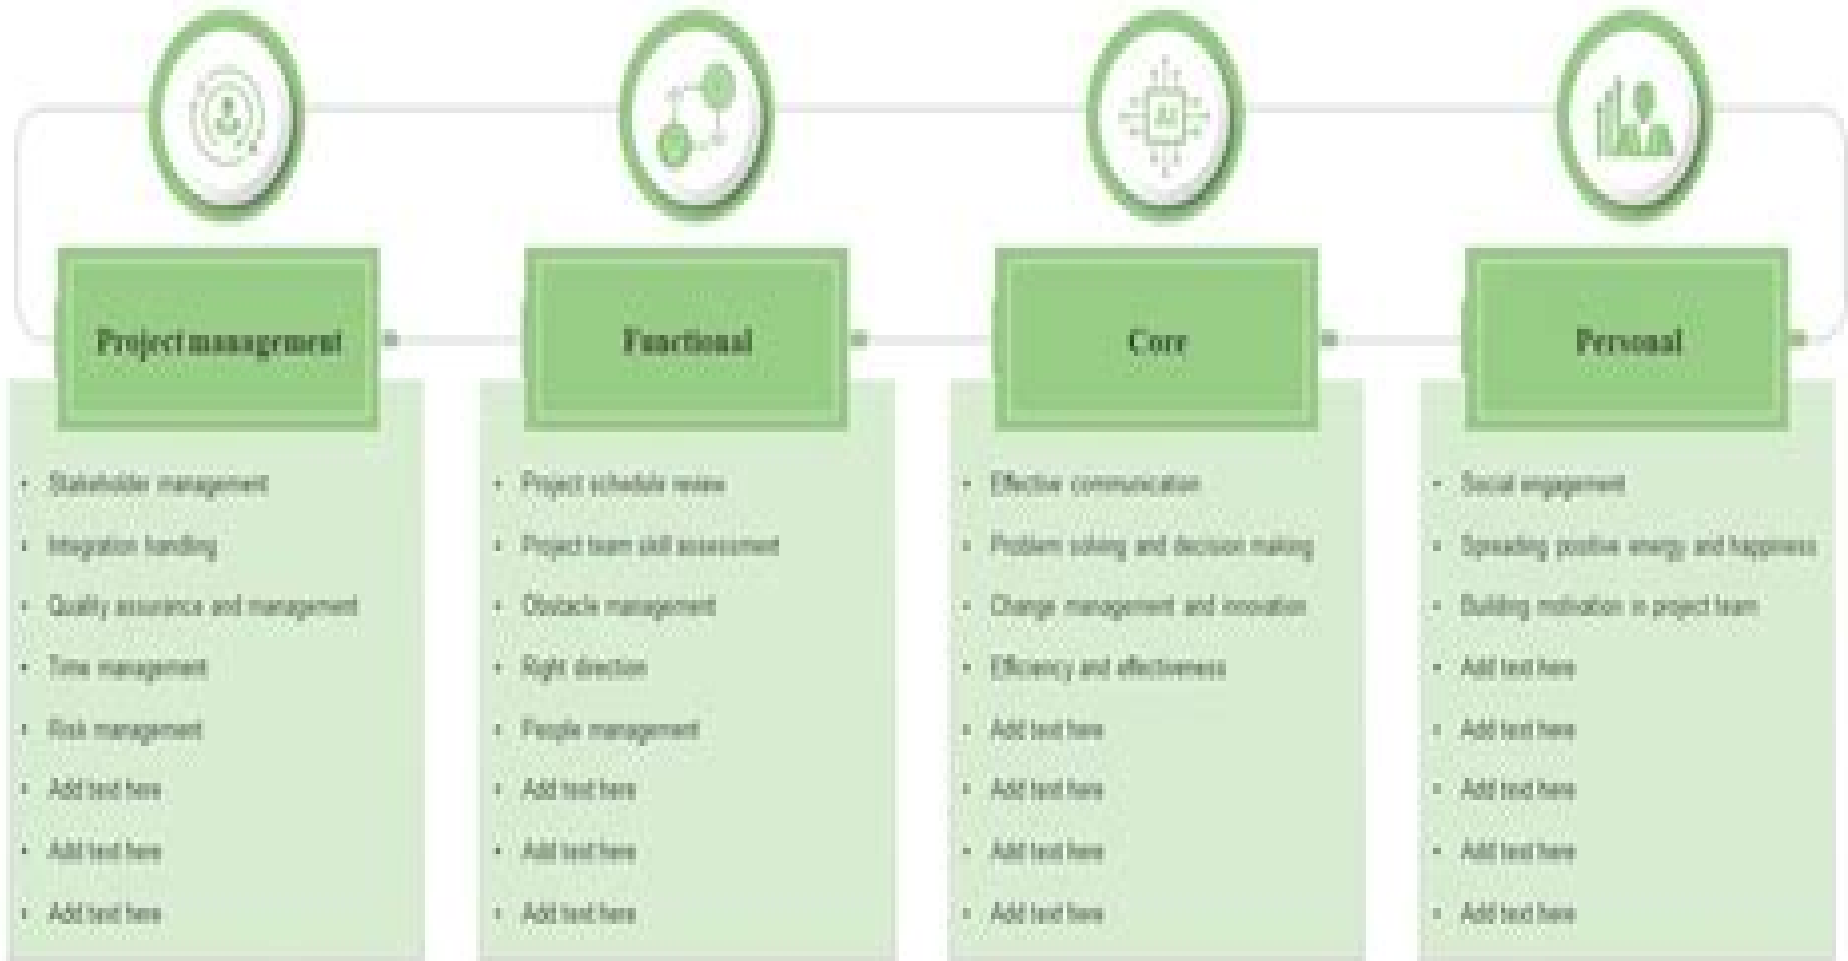 AI
Project management
Functional
Core
Personal
• Stakeholder management
• Integration handling
• Quality assurance and management
• Time management
• Risk management
• Add text here
• Add text here
• Add text here
• Project schedule review
• Project team skill assessment
• Obstacle management
• Right direction
• People management
• Add text here
• Add text here
• Add text here
• Effective communication
• Problem solving and decision making
• Change management and innovation
• Efficiency and effectiveness
• Add text here
• Add text here
• Add text here
• Add text here
• Social engagement
• Spreading positive energy and happiness
• Building motivation in project team
• Add text here
• Add text here
• Add text here
• Add text here
• Add text here